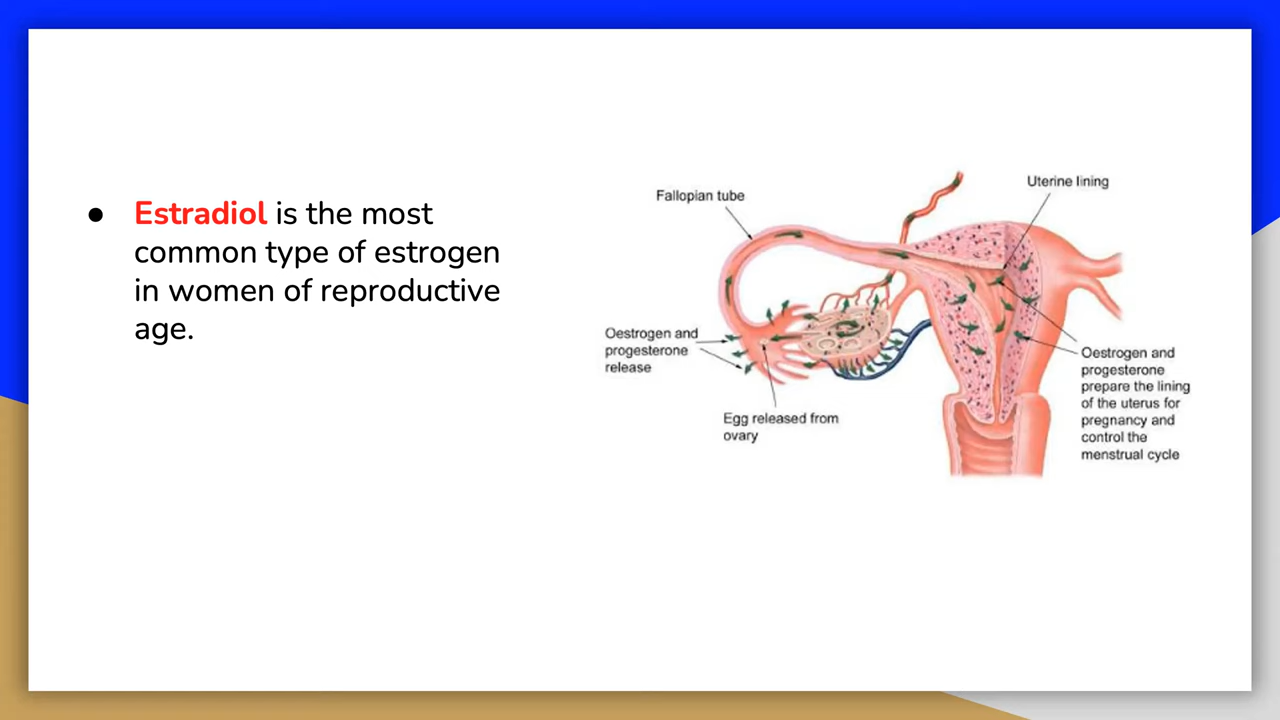 ● Estradiol is the most
common type of estrogen
in women of reproductive
age.
Fallopian tube
Uterine lining
Oestrogen and
progesterone
release
Egg released from
ovary
Oestrogen and
progesterone
prepare the lining
of the uterus for
pregnancy and
control the
menstrual cycle